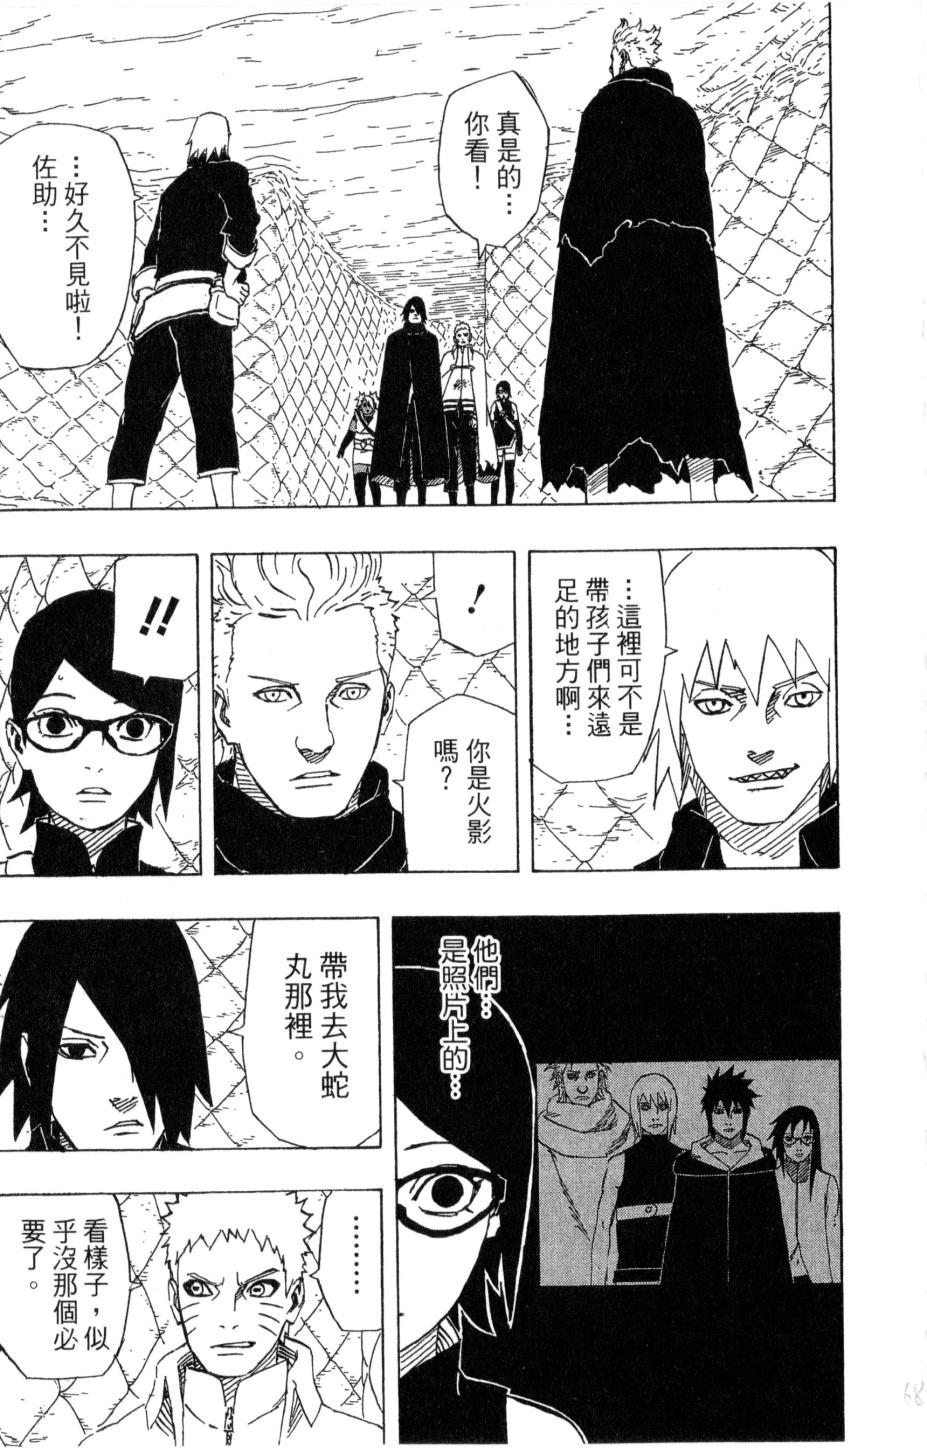 真是的…
你看！
…好久不見啦！
佐助…
…這裡可不是
帶孩子們來遠
足的地方啊…
！
你是火影
嗎？
!!
他們…
是照片上的…
帶我去大蛇
丸那裡。
………
看樣子，似
乎沒那個必
要了。
68